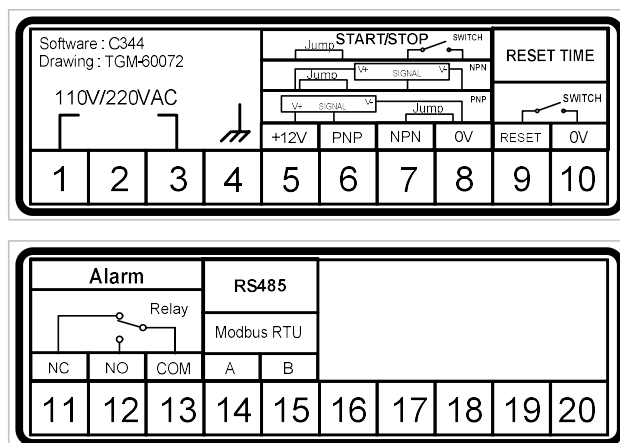 Software : C344
Drawing : TGM-60072
110V/220VAC
START/STOP
Jump
SWITCH
Jump
V+ SIGNAL V-
NPN
V+ SIGNAL V-
Jump
PNP
RESET TIME
SWITCH
+12V PNP NPN 0V RESET 0V
1 2 3 4 5 6 7 8 9 10
Alarm
Relay
RS485
Modbus RTU
NC NO COM A B
11 12 13 14 15 16 17 18 19 20